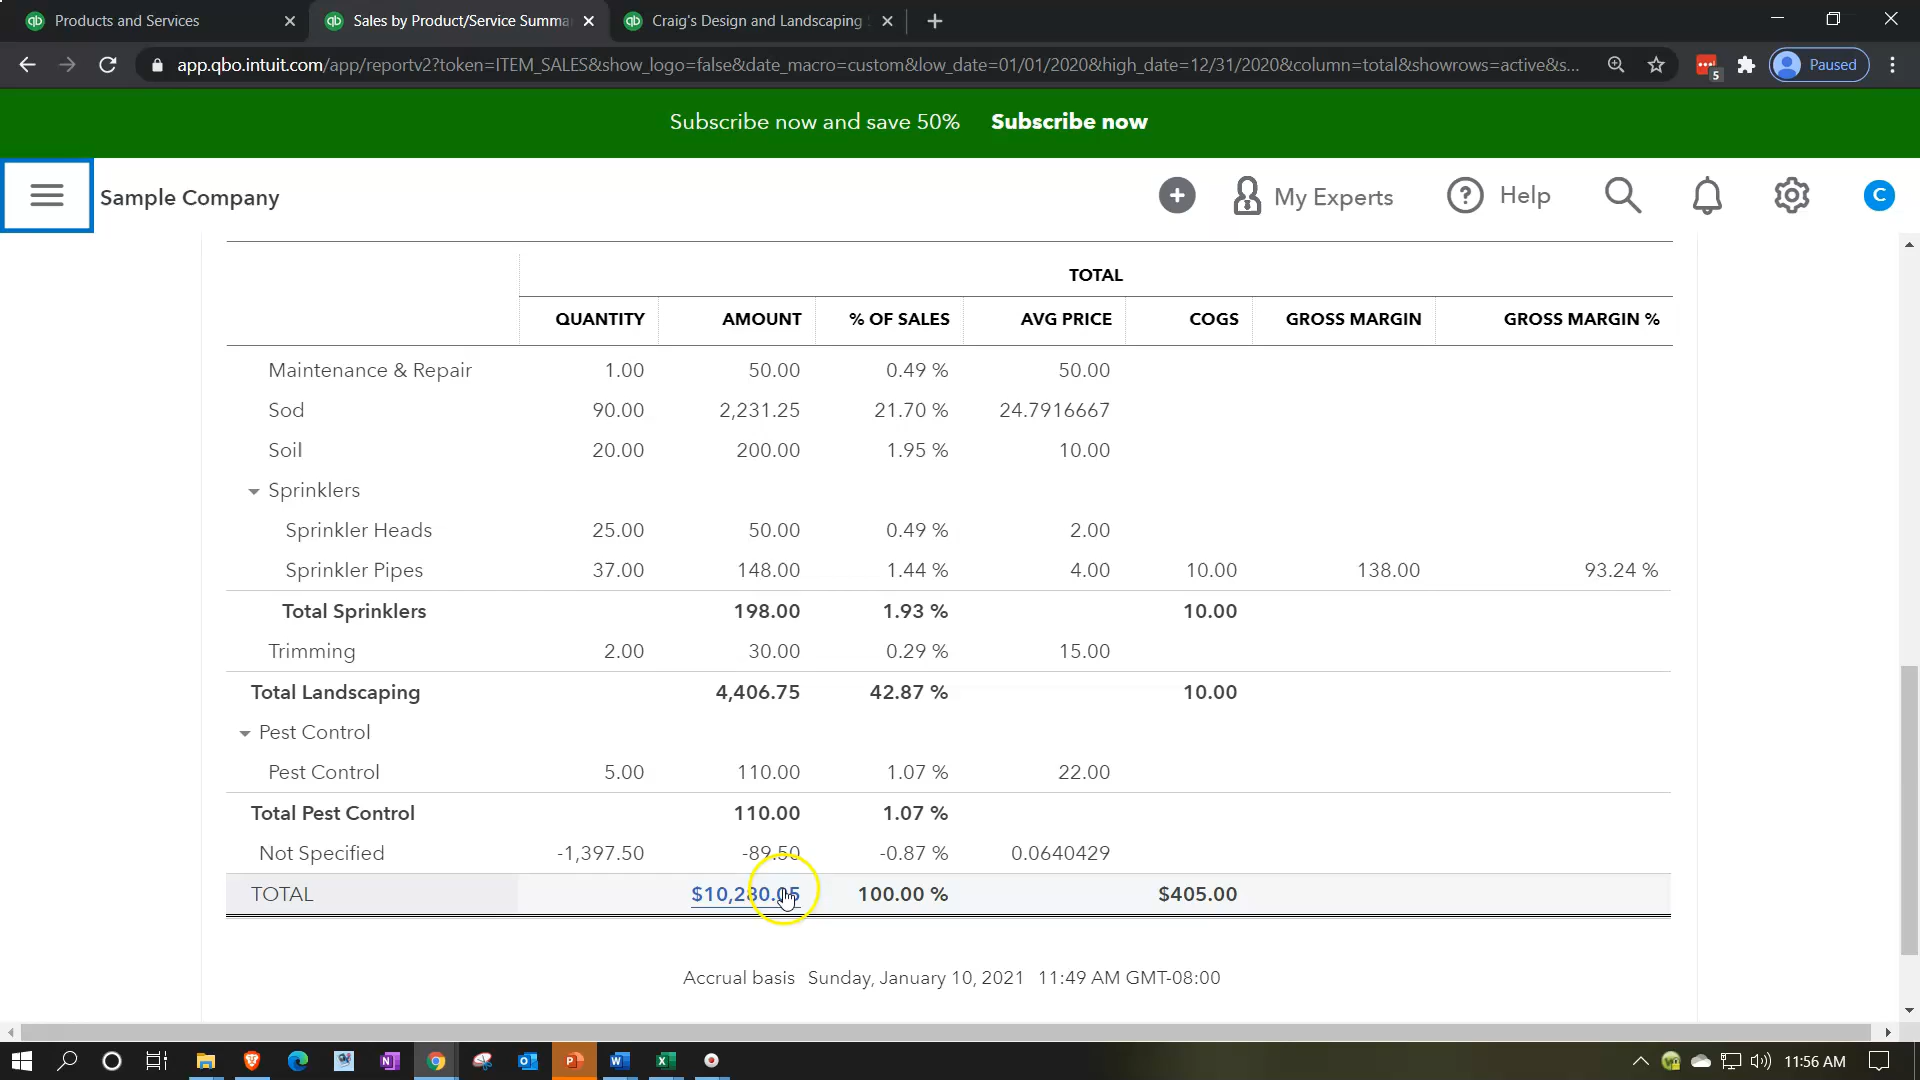 Products and Services
Sales by Product/Service Summa
Craig's Design and Landscaping
app.qbo.intuit.com/app/reportv2?token=ITEM_SALES&show_logo=false&date_macro=custom&low_date=01/01/2020&high_date=12/31/2020&column=total&showrows=active&s...
5
Paused
Subscribe now and save 50% Subscribe now
Sample Company
My Experts
Help
C
TOTAL
QUANTITY AMOUNT % OF SALES AVG PRICE COGS GROSS MARGIN GROSS MARGIN %
Maintenance & Repair 1.00 50.00 0.49 % 50.00
Sod 90.00 2,231.25 21.70 % 24.7916667
Soil 20.00 200.00 1.95 % 10.00
Sprinklers
Sprinkler Heads 25.00 50.00 0.49 % 2.00
Sprinkler Pipes 37.00 148.00 1.44 % 4.00 10.00 138.00 93.24 %
Total Sprinklers 198.00 1.93 % 10.00
Trimming 2.00 30.00 0.29 % 15.00
Total Landscaping 4,406.75 42.87 % 10.00
Pest Control
Pest Control 5.00 110.00 1.07 % 22.00
Total Pest Control 110.00 1.07 %
Not Specified -1,397.50 -89.50 -0.87 % 0.0640429
TOTAL $10,280.05 100.00 % $405.00
Accrual basis Sunday, January 10, 2021 11:49 AM GMT-08:00
11:56 AM